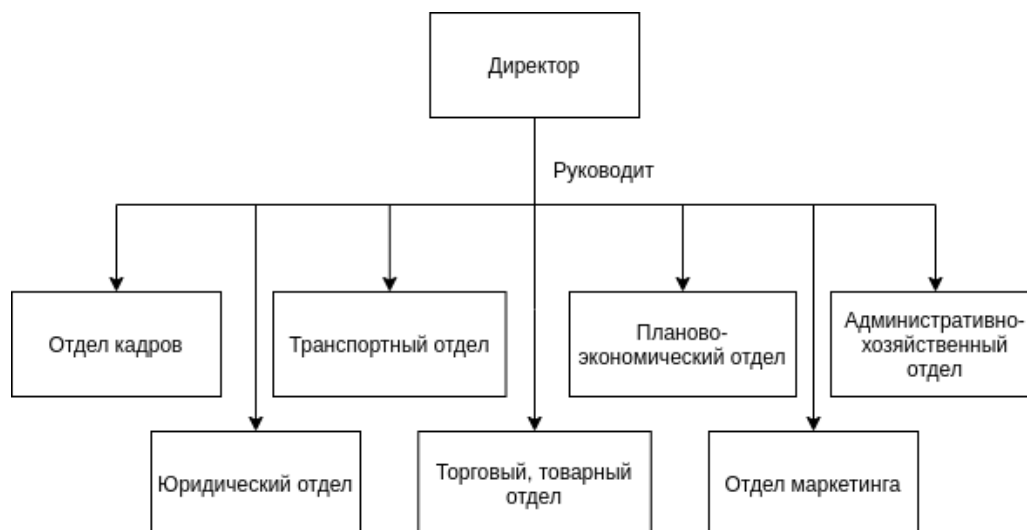 Директор
Руководит
Отдел кадров
Транспортный отдел
Планово-
экономический отдел
Административно-
хозяйственный
отдел
Юридический отдел
Торговый, товарный
отдел
Отдел маркетинга